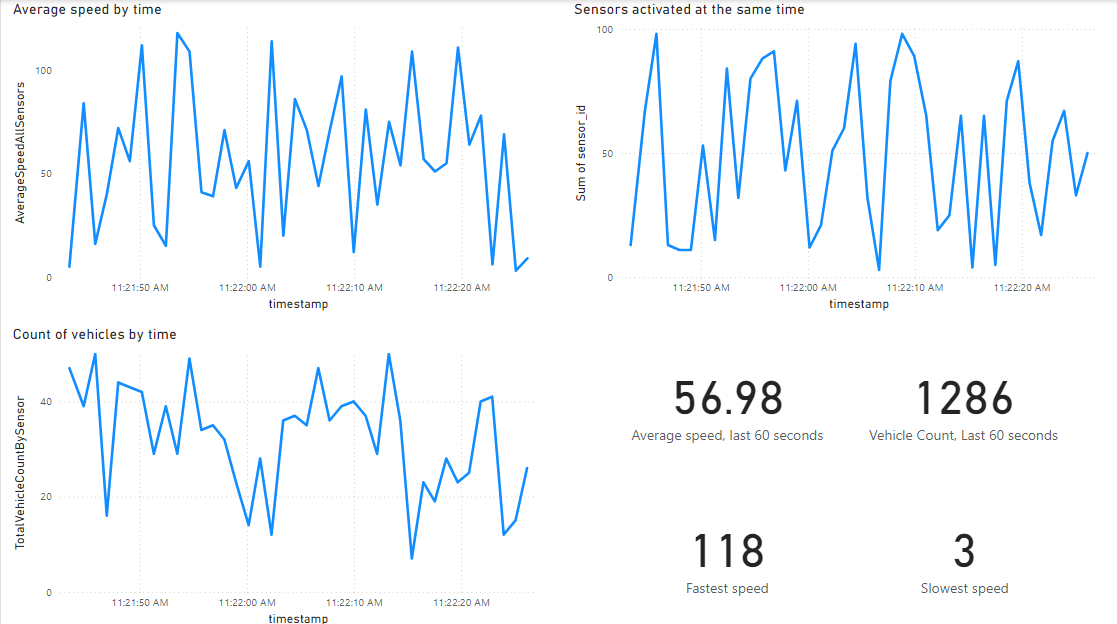 Average speed by time
AverageSpeedAllSensors
100
50
0
11:21:50 AM 11:22:00 AM 11:22:10 AM 11:22:20 AM
timestamp
Sensors activated at the same time
Sum of sensor_id
100
50
0
11:21:50 AM 11:22:00 AM 11:22:10 AM 11:22:20 AM
timestamp
Count of vehicles by time
TotalVehicleCountBySensor
40
20
0
11:21:50 AM 11:22:00 AM 11:22:10 AM 11:22:20 AM
timestamp
56.98
Average speed, last 60 seconds
1286
Vehicle Count, Last 60 seconds
118
Fastest speed
3
Slowest speed